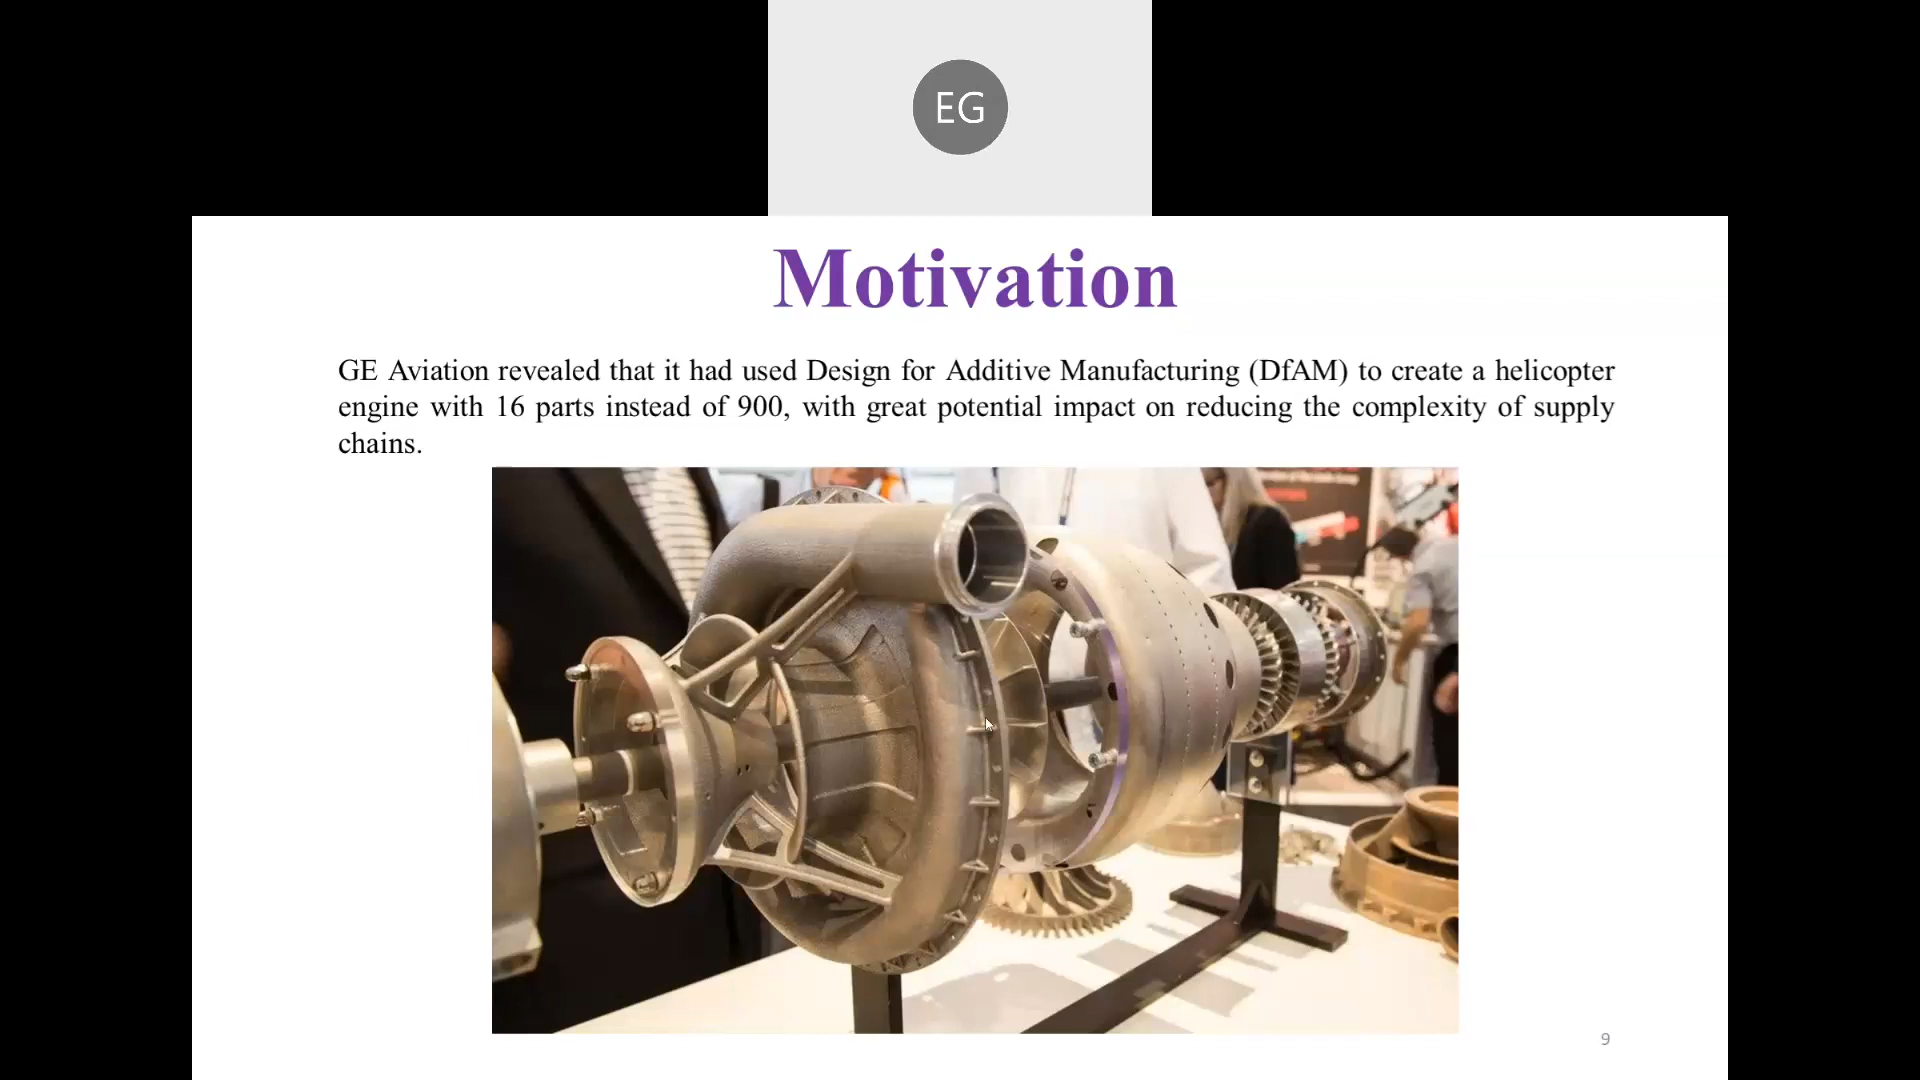 EG
Motivation
GE Aviation revealed that it had used Design for Additive Manufacturing (DfAM) to create a helicopter
engine with 16 parts instead of 900, with great potential impact on reducing the complexity of supply
chains.
9